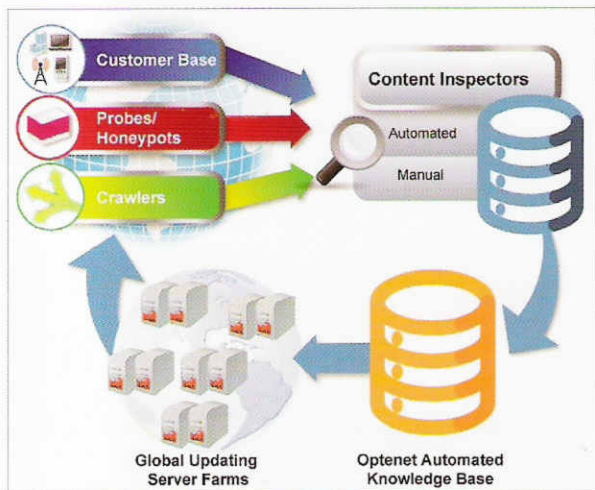 Customer Base
Probes/
Honeypots
Crawlers
Content Inspectors
Automated
Manual
Global Updating
Server Farms
Optenet Automated
Knowledge Base